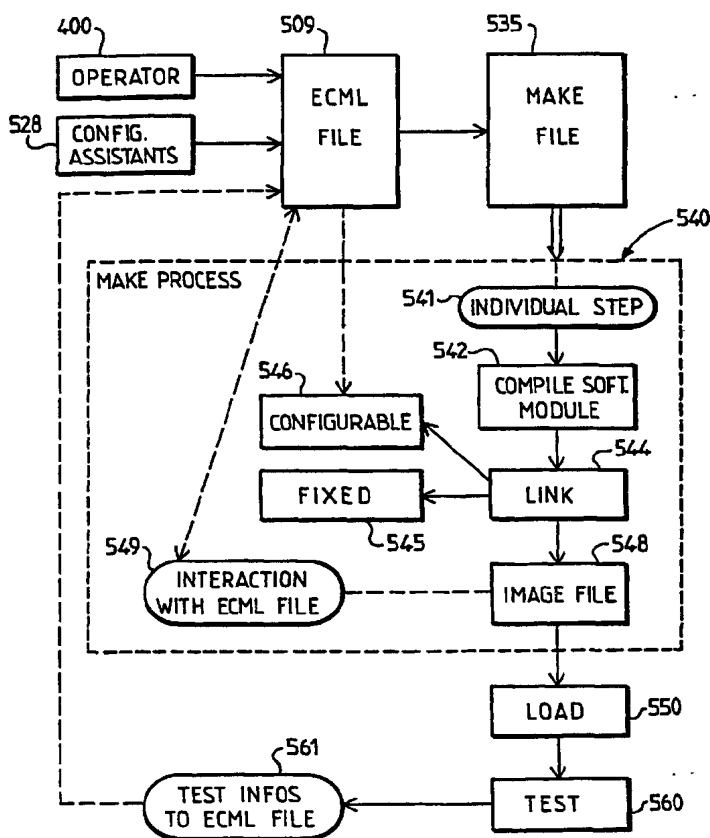 400
509
535
OPERATOR
ECML
FILE
MAKE
FILE
528
CONFIG.
ASSISTANTS
540
MAKE PROCESS
541
INDIVIDUAL STEP
542
546
COMPILE SOFT.
MODULE
CONFIGURABLE
544
FIXED
LINK
545
548
549
INTERACTION
WITH ECML FILE
IMAGE FILE
LOAD
550
561
TEST INFOS
TO ECML FILE
TEST
560